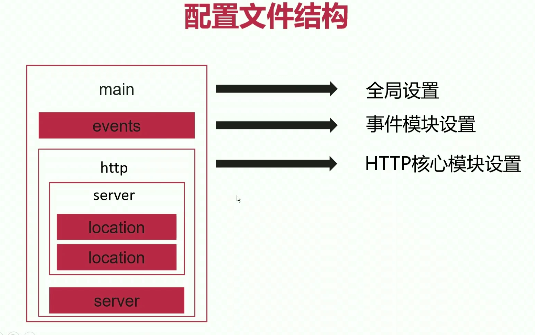 配置文件结构
main
全局设置
events
事件模块设置
http
HTTP核心模块设置
server
location
location
server